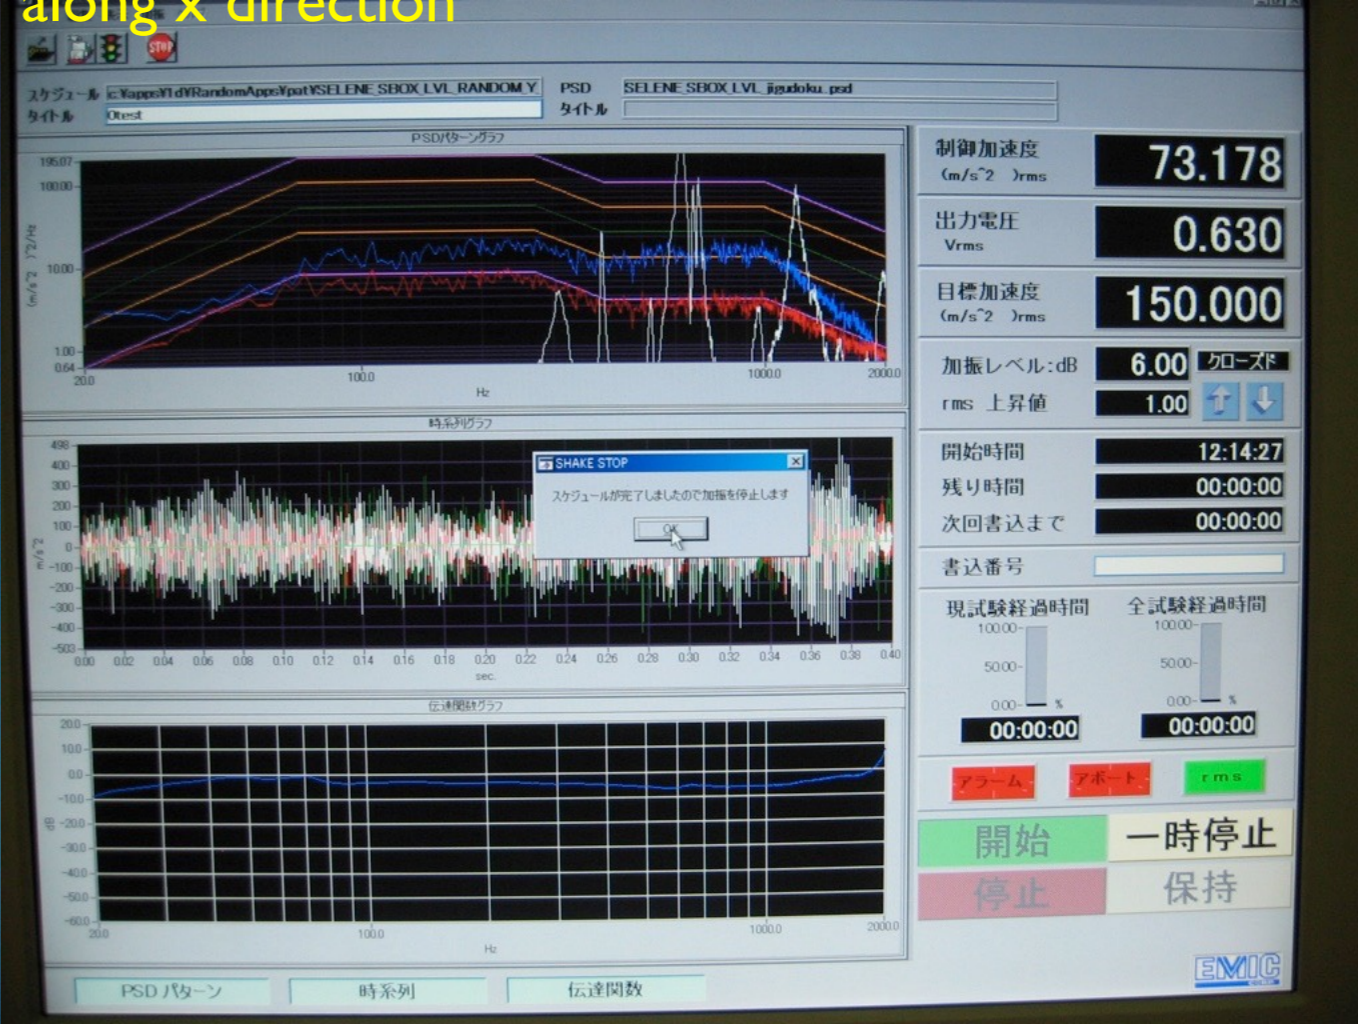 along x direction
STOP
スケジュール c:¥apps¥1d¥RandomApps¥pat¥SELENE_SBOX_LVL_RANDOM_Y PSD SELENE_SBOX_LVL_jigudoku.psd
タイトル 0test タイトル
PSDパターングラフ
196.07
100.00
10.00
1.00
0.64
(m/s^2 )^2/Hz
20.0 100.0 1000.0 2000.0
Hz
時系列グラフ
498
400
300
200
100
0
-100
-200
-300
-400
-503
m/s^2
0.00 0.02 0.04 0.06 0.08 0.10 0.12 0.14 0.16 0.18 0.20 0.22 0.24 0.26 0.28 0.30 0.32 0.34 0.36 0.38 0.40
sec.
SHAKE STOP
スケジュールが完了しましたので加振を停止します
OK
伝達関数グラフ
20.0
10.0
0.0
-10.0
-20.0
-30.0
-40.0
-50.0
-60.0
dB
20.0 100.0 1000.0 2000.0
Hz
PSD パターン 時系列 伝達関数
制御加速度 73.178
(m/s^2 )rms
出力電圧 0.630
Vrms
目標加速度 150.000
(m/s^2 )rms
加振レベル:dB 6.00 クローズド
rms 上昇値 1.00
開始時間 12:14:27
残り時間 00:00:00
次回書込まで 00:00:00
書込番号
現試験経過時間 全試験経過時間
100.00 100.00
50.00 50.00
0.00 % 0.00 %
00:00:00 00:00:00
アラーム アボート rms
開始 一時停止
停止 保持
EMIC
CORP.